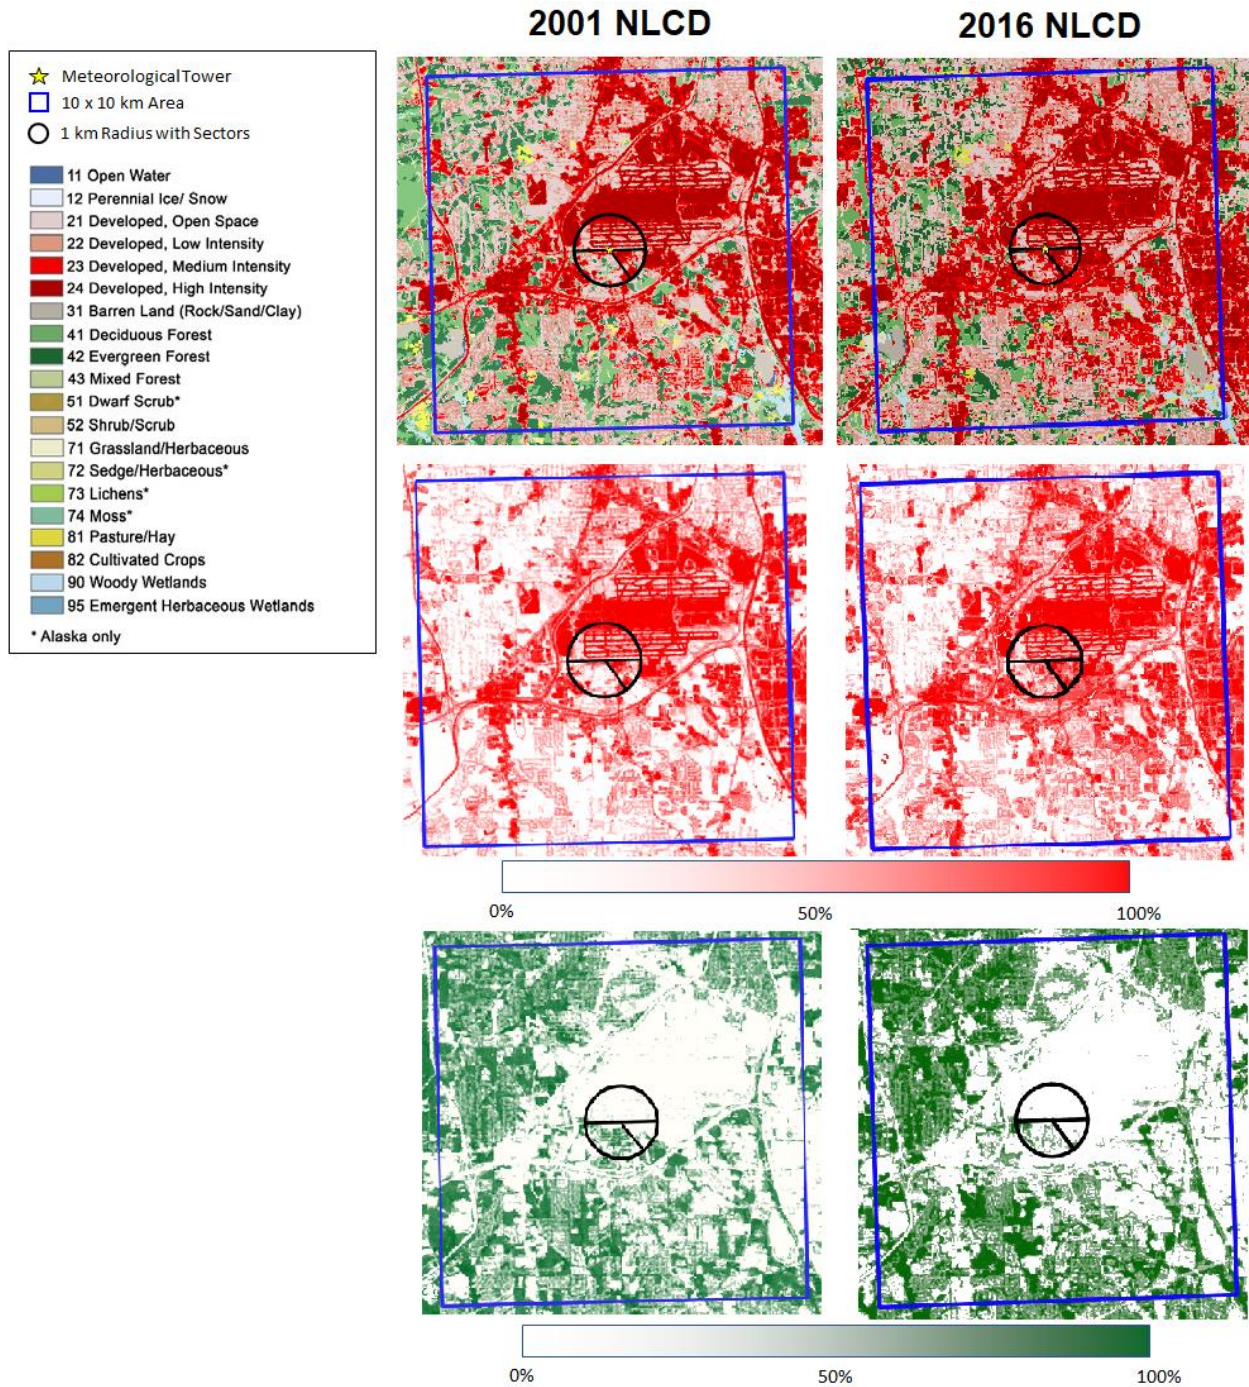 2001 NLCD
2016 NLCD
Meteorological Tower
10 x 10 km Area
1 km Radius with Sectors
11 Open Water
12 Perennial Ice/ Snow
21 Developed, Open Space
22 Developed, Low Intensity
23 Developed, Medium Intensity
24 Developed, High Intensity
31 Barren Land (Rock/Sand/Clay)
41 Deciduous Forest
42 Evergreen Forest
43 Mixed Forest
51 Dwarf Scrub*
52 Shrub/Scrub
71 Grassland/Herbaceous
72 Sedge/Herbaceous*
73 Lichens*
74 Moss*
81 Pasture/Hay
82 Cultivated Crops
90 Woody Wetlands
95 Emergent Herbaceous Wetlands
* Alaska only
0% 50% 100%
0% 50% 100%